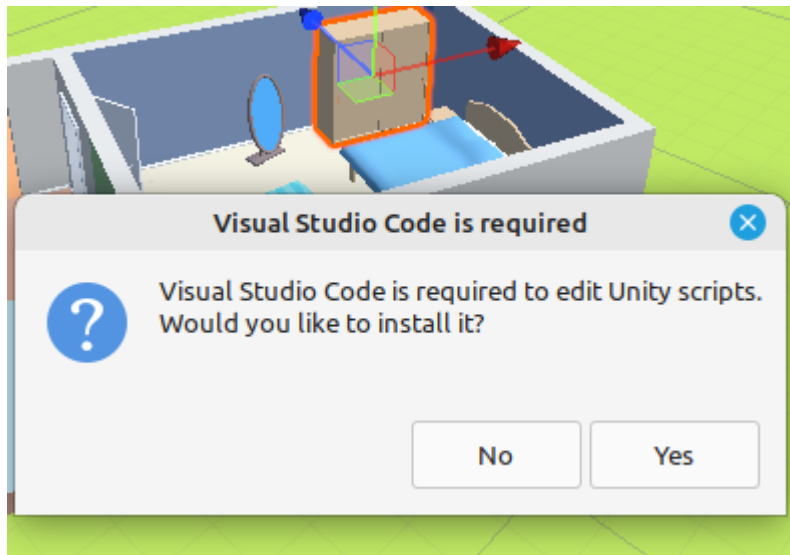 Visual Studio Code is required
Visual Studio Code is required to edit Unity scripts.
Would you like to install it?
No
Yes